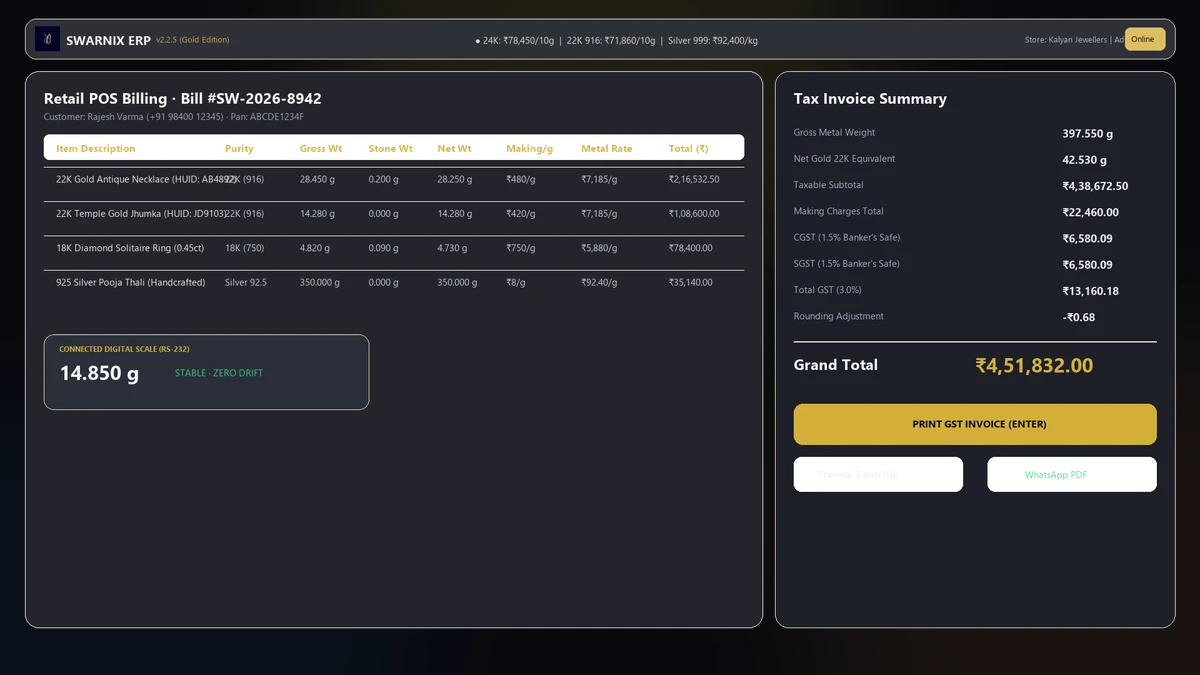 SWARNIX ERP v2.2.5 (Gold Edition)
● 24K: ₹78,450/10g | 22K 916: ₹71,860/10g | Silver 999: ₹92,400/kg
Store: Kalyan Jewellers | Ad
Online
Retail POS Billing · Bill #SW-2026-8942
Customer: Rajesh Varma (+91 98400 12345) · Pan: ABCDE1234F
Item Description Purity Gross Wt Stone Wt Net Wt Making/g Metal Rate Total (₹)
22K Gold Antique Necklace (HUID: AB4892) 22K (916) 28.450 g 0.200 g 28.250 g ₹480/g ₹7,185/g ₹2,16,532.50
22K Temple Gold Jhumka (HUID: JD9103) 22K (916) 14.280 g 0.000 g 14.280 g ₹420/g ₹7,185/g ₹1,08,600.00
18K Diamond Solitaire Ring (0.45ct) 18K (750) 4.820 g 0.090 g 4.730 g ₹750/g ₹5,880/g ₹78,400.00
925 Silver Pooja Thali (Handcrafted) Silver 92.5 350.000 g 0.000 g 350.000 g ₹8/g ₹92.40/g ₹35,140.00
CONNECTED DIGITAL SCALE (RS-232)
14.850 g STABLE · ZERO DRIFT
Tax Invoice Summary
Gross Metal Weight 397.550 g
Net Gold 22K Equivalent 42.530 g
Taxable Subtotal ₹4,38,672.50
Making Charges Total ₹22,460.00
CGST (1.5% Banker's Safe) ₹6,580.09
SGST (1.5% Banker's Safe) ₹6,580.09
Total GST (3.0%) ₹13,160.18
Rounding Adjustment -₹0.68
Grand Total ₹4,51,832.00
PRINT GST INVOICE (ENTER)
Thermal 3-Inch (F8) WhatsApp PDF